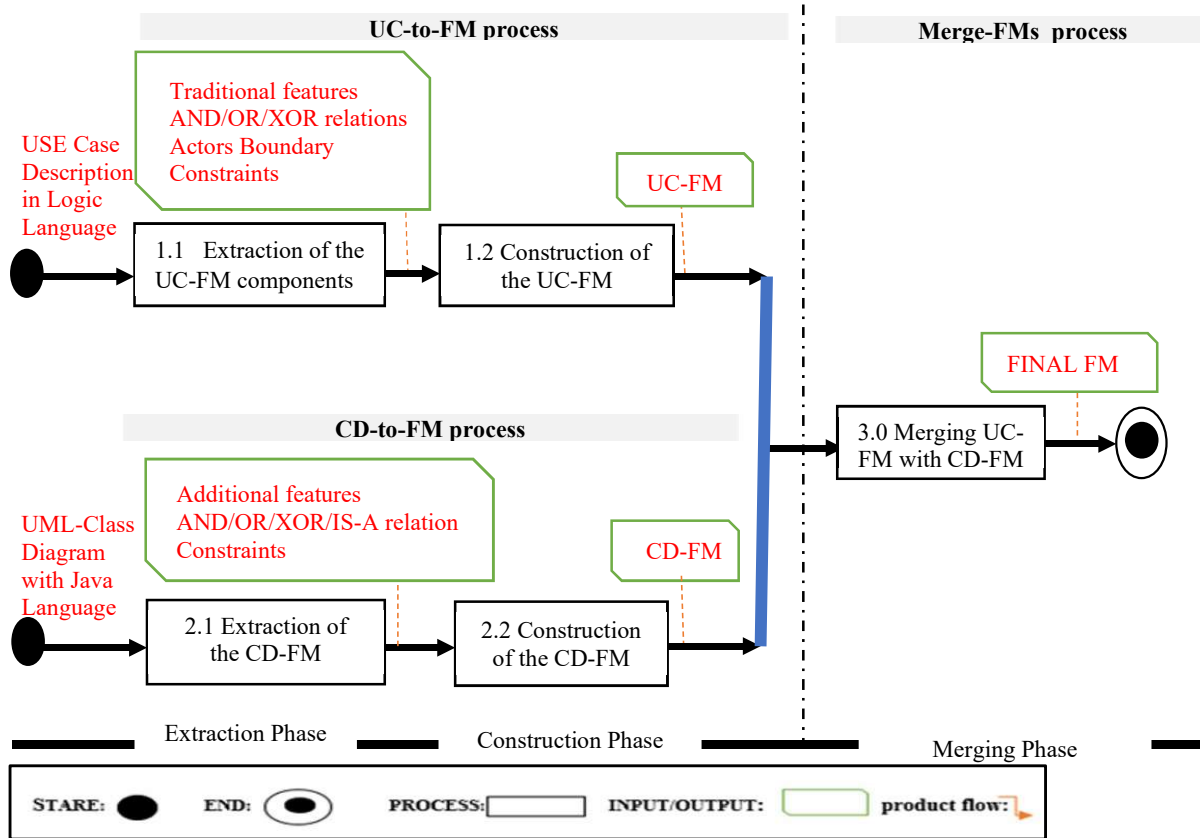 UC-to-FM process
Merge-FMs process
Traditional features
AND/OR/XOR relations
Actors Boundary
Constraints
USE Case
Description
in Logic
Language
UC-FM
1.1 Extraction of the
UC-FM components
1.2 Construction of
the UC-FM
FINAL FM
3.0 Merging UC-
FM with CD-FM
CD-to-FM process
Additional features
AND/OR/XOR/IS-A relation
Constraints
UML-Class
Diagram
with Java
Language
CD-FM
2.1 Extraction of
the CD-FM
2.2 Construction
of the CD-FM
Extraction Phase
Construction Phase
Merging Phase
STARE:
END:
PROCESS:
INPUT/OUTPUT:
product flow: